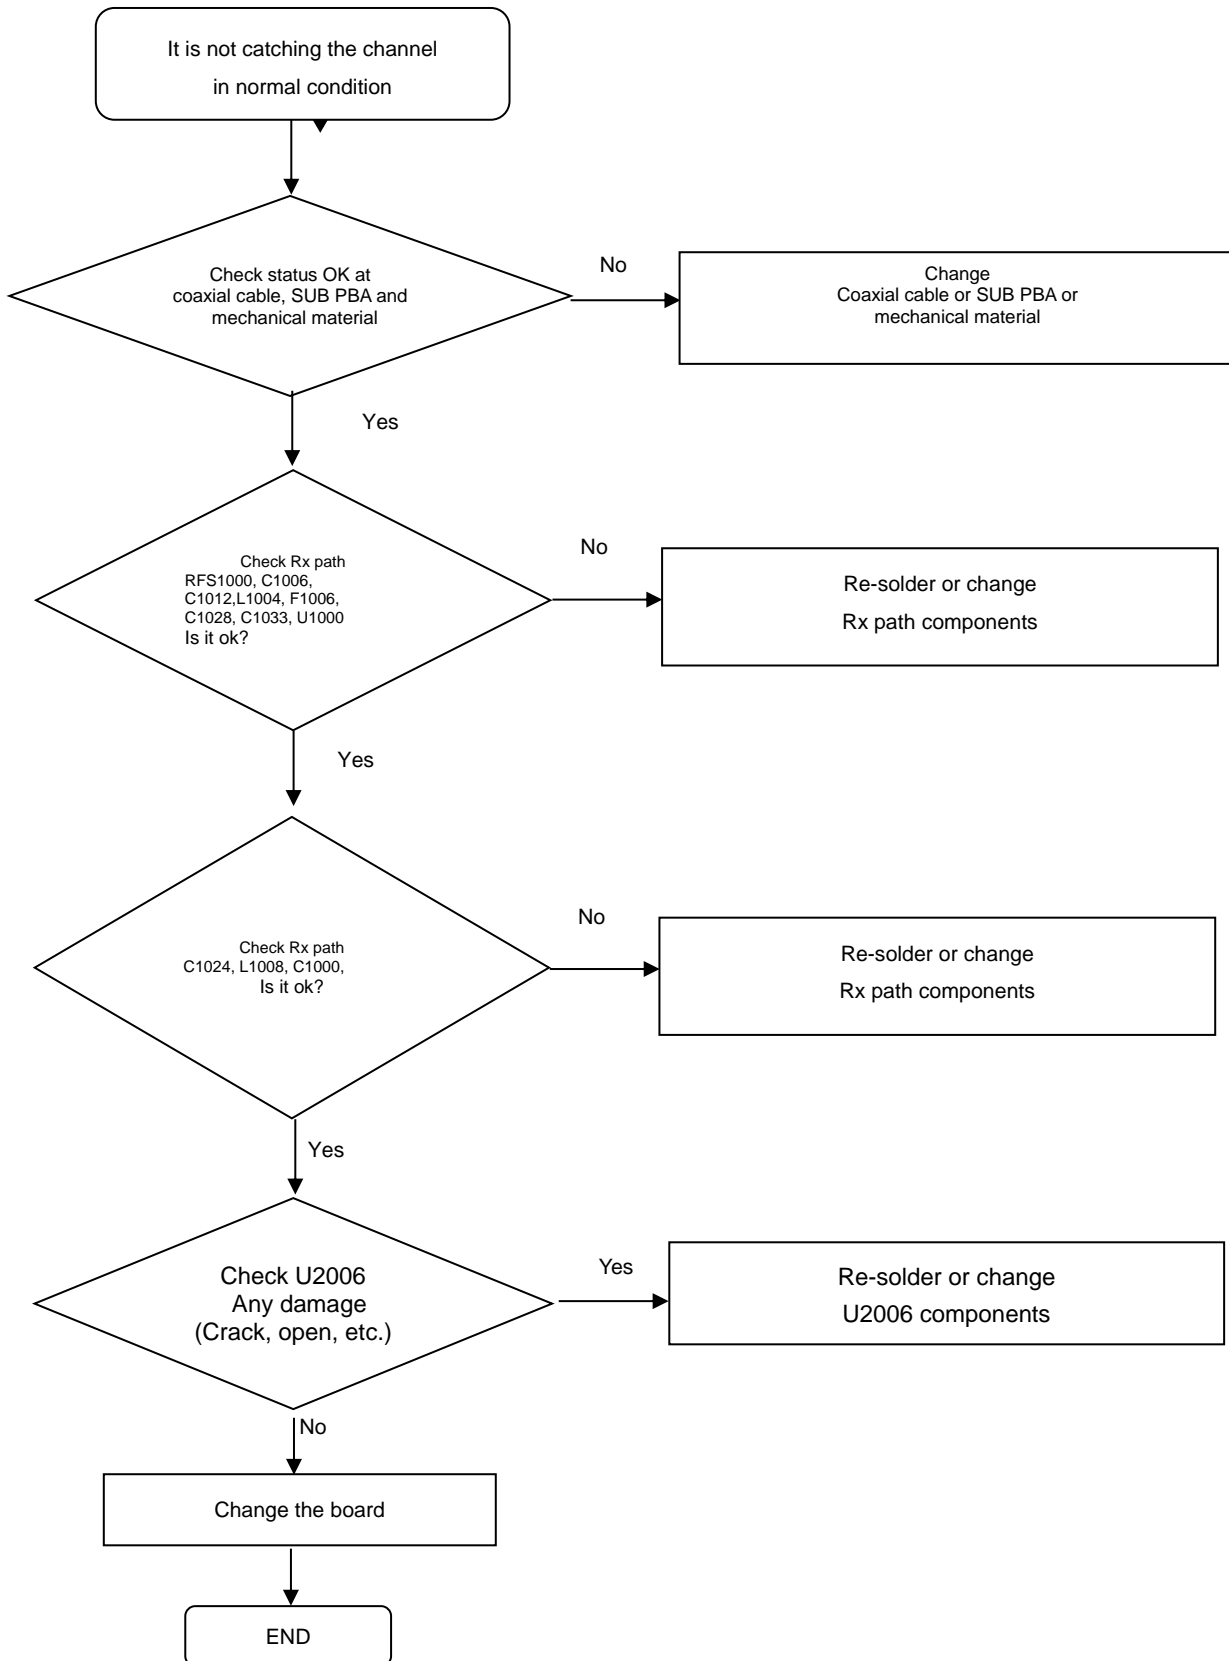 It is not catching the channel
in normal condition
Check status OK at
coaxial cable, SUB PBA and
mechanical material
No
Change
Coaxial cable or SUB PBA or
mechanical material
Yes
Check Rx path
RFS1000, C1006,
C1012,L1004, F1006,
C1028, C1033, U1000
Is it ok?
No
Re-solder or change
Rx path components
Yes
Check Rx path
C1024, L1008, C1000,
Is it ok?
No
Re-solder or change
Rx path components
Yes
Check U2006
Any damage
(Crack, open, etc.)
Yes
Re-solder or change
U2006 components
No
Change the board
END